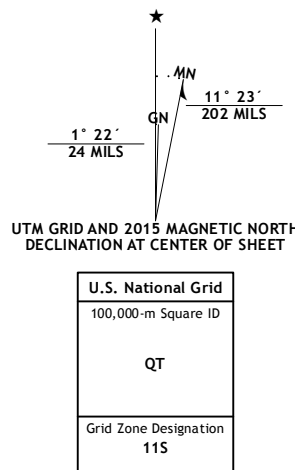 MN
GN
11° 23´
202 MILS
1° 22´
24 MILS
UTM GRID AND 2015 MAGNETIC NORTH
DECLINATION AT CENTER OF SHEET
U.S. National Grid
100,000-m Square ID
QT
Grid Zone Designation
11S